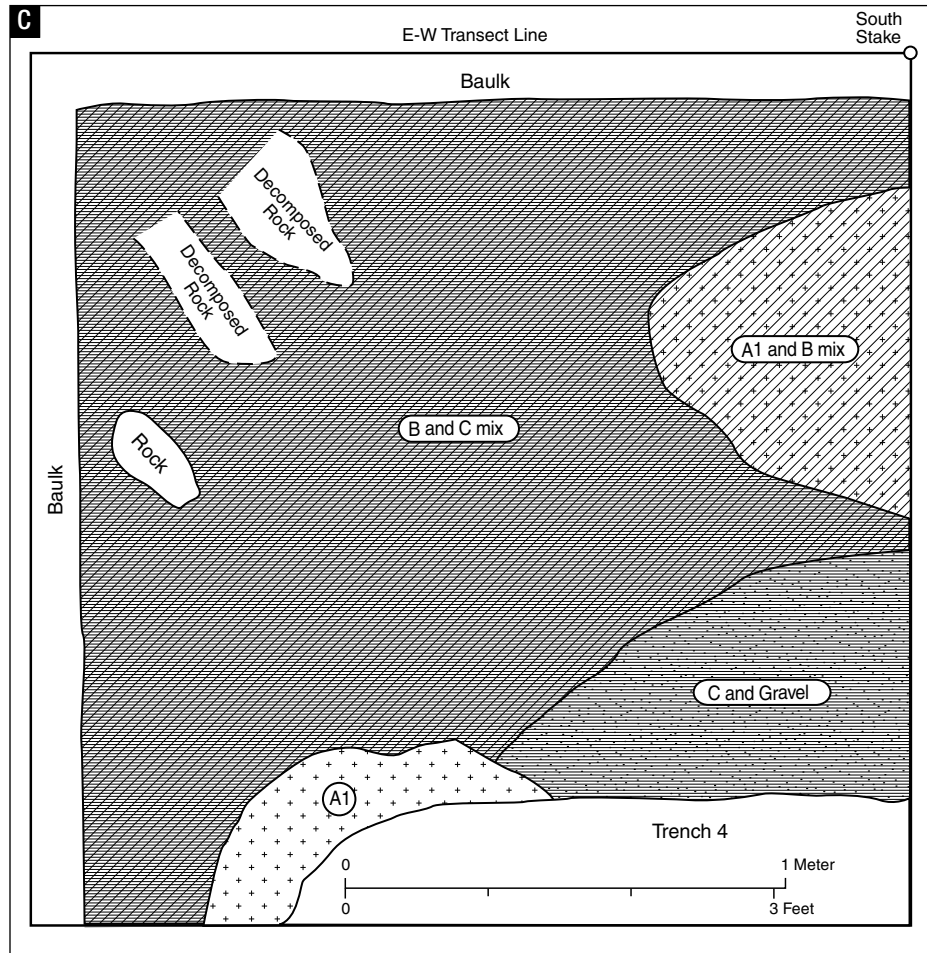 C
E-W Transect Line
South
Stake
Baulk
Decomposed
Rock
Decomposed
Rock
A1 and B mix
B and C mix
Rock
Baulk
C and Gravel
A1
Trench 4
0
1 Meter
0
3 Feet